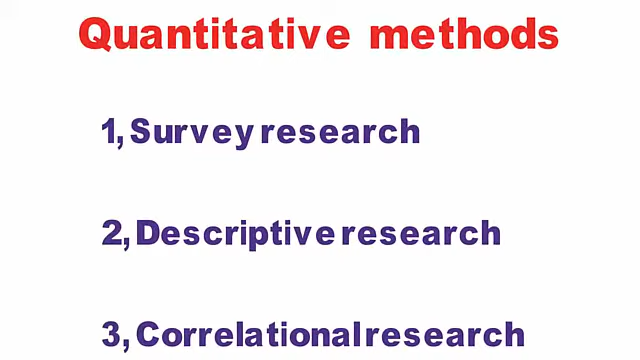 Quantitative methods
1, Survey research
2, Descriptive research
3, Correlational research